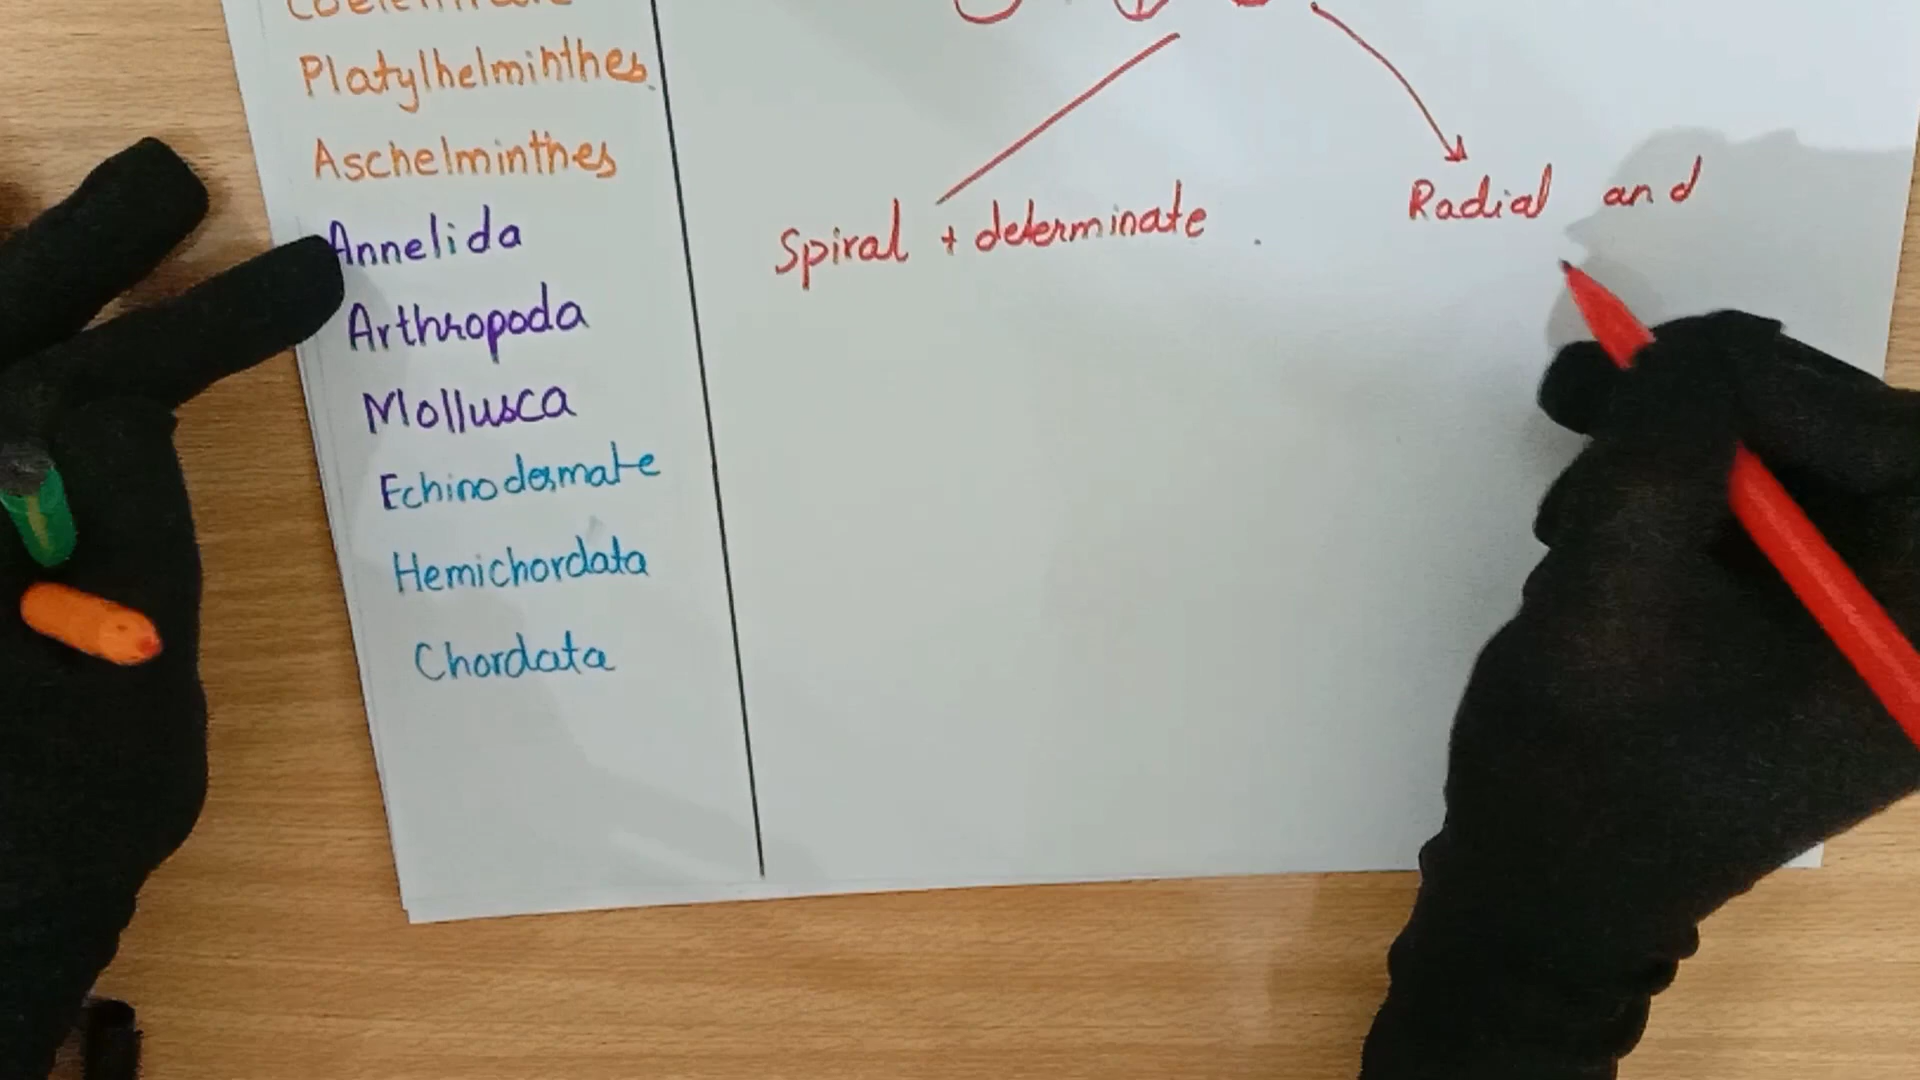 Platylhelminthes.
Aschelminthes
Annelida
Arthropoda
Mollusca
Echinodermate
Hemichordata
Chordata
Spiral + determinate .
Radial and